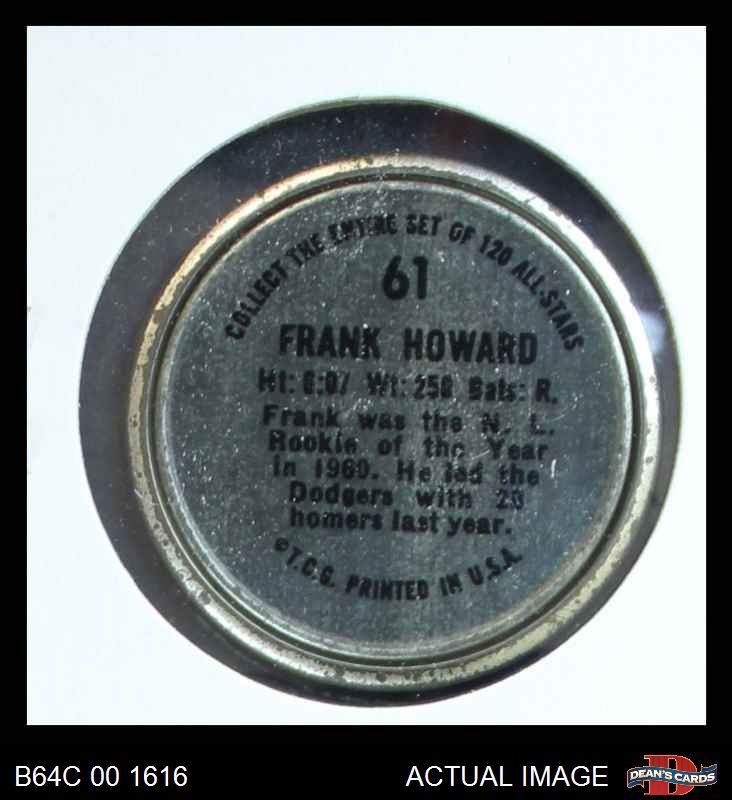 COLLECT THE ENTIRE SET OF 120 ALL-STARS
61
FRANK HOWARD
Ht: 6:07 Wt: 250 Bats: R.
Frank was the N. L.
Rookie of the Year
in 1960. He led the
Dodgers with 28
homers last year.
©T.C.G. PRINTED IN U.S.A.
B64C 00 1616
ACTUAL IMAGE
D
DEAN'S CARDS